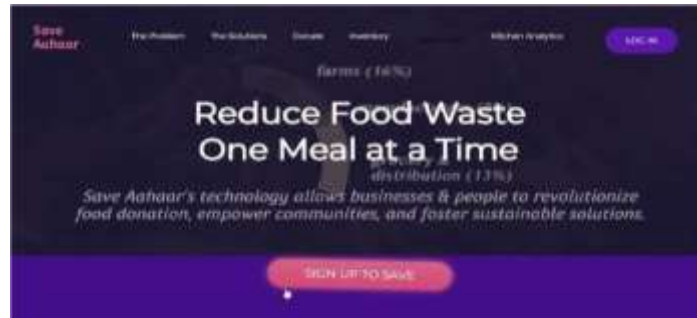 Save
Aahaar
The Problem
The Solutions
Donate
Inventory
Kitchen Analytics
LOG IN
farms (16%)
Reduce Food Waste
One Meal at a Time
distribution (13%)
Save Aahaar's technology allows businesses & people to revolutionize
food donation, empower communities, and foster sustainable solutions.
SIGN UP TO SAVE